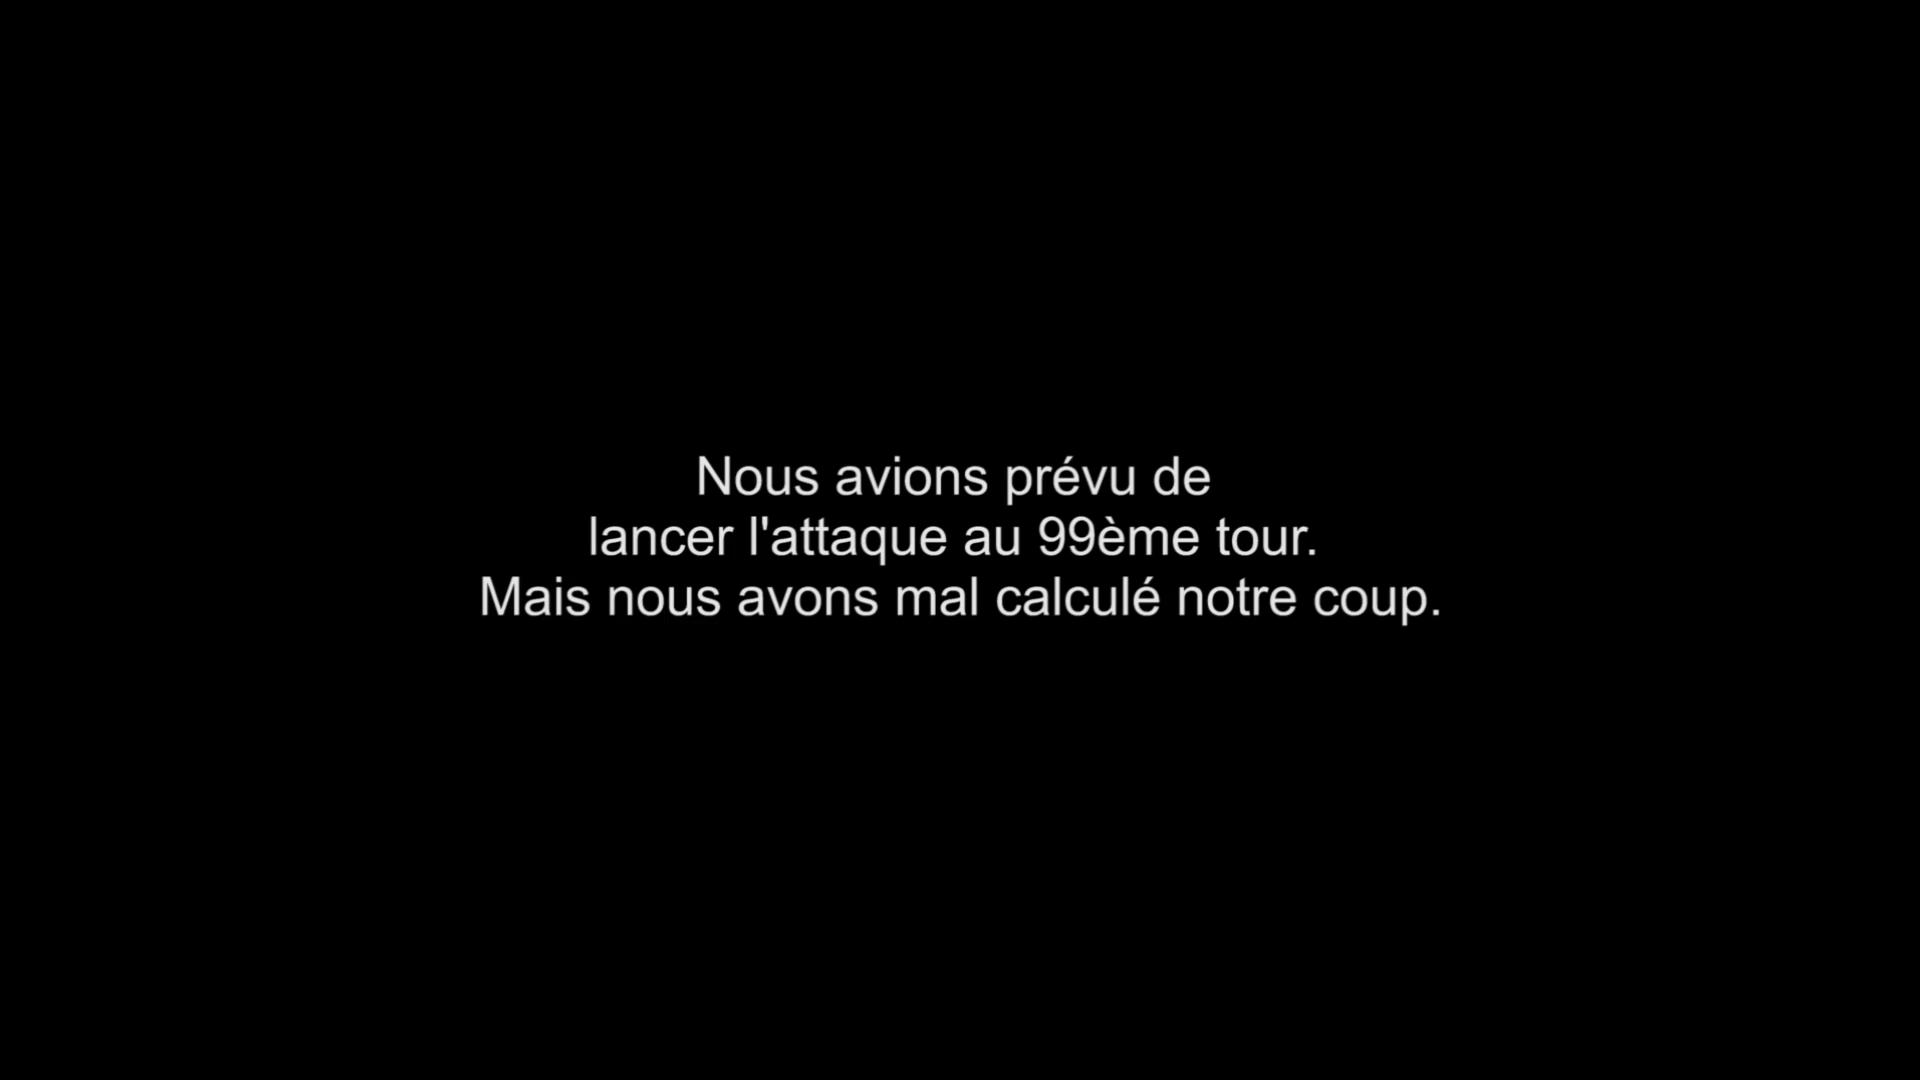 Nous avions prévu de
lancer l'attaque au 99ème tour.
Mais nous avons mal calculé notre coup.